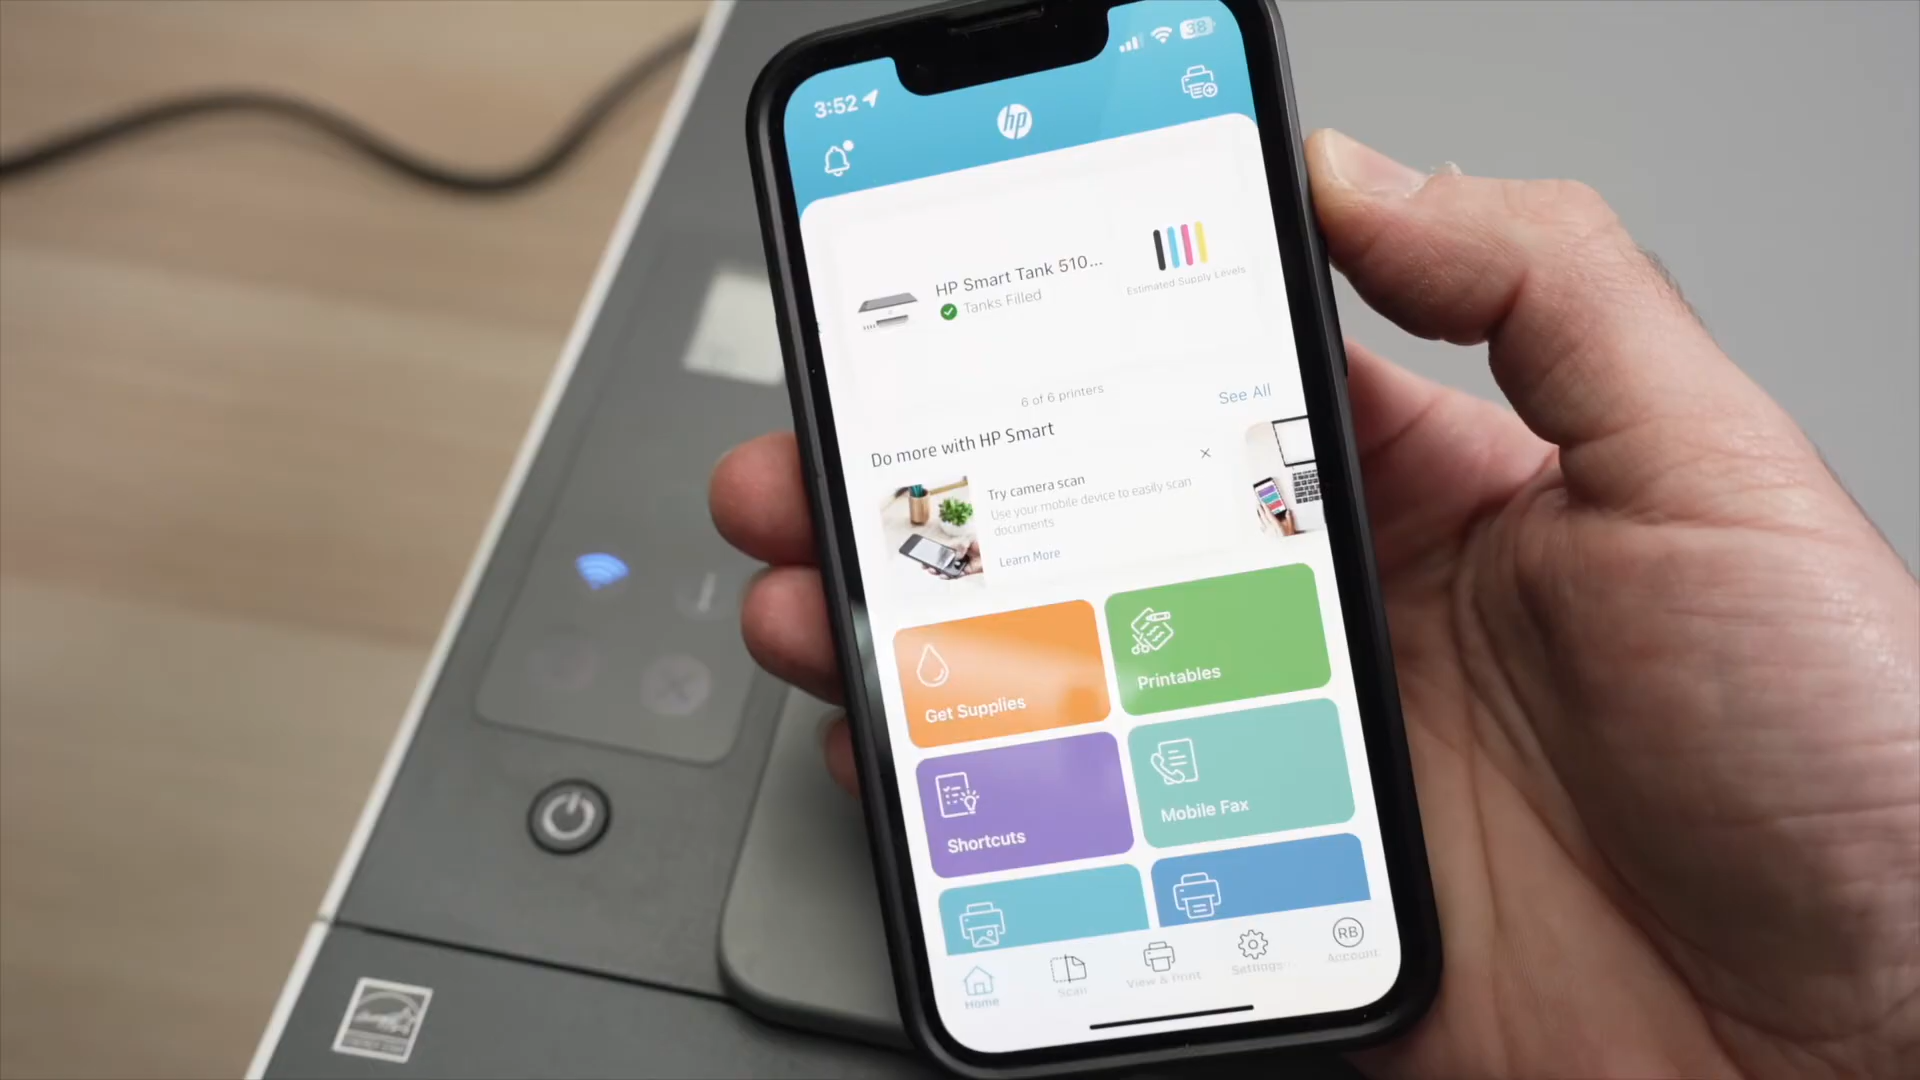 3:52
38
hp
HP Smart Tank 510...
Tanks Filled
Estimated Supply Levels
6 of 6 printers
See All
Do more with HP Smart
Try camera scan
Use your mobile device to easily scan
documents
Learn More
Get Supplies
Printables
Shortcuts
Mobile Fax
Home
Scan
View & Print
Settings
RB
Account